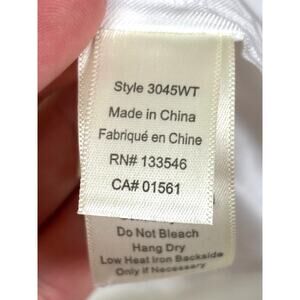 Style 3045WT
Made in China
Fabriqué en Chine
RN# 133546
CA# 01561
Do Not Bleach
Hang Dry
Low Heat Iron Backside
Only if Necessary